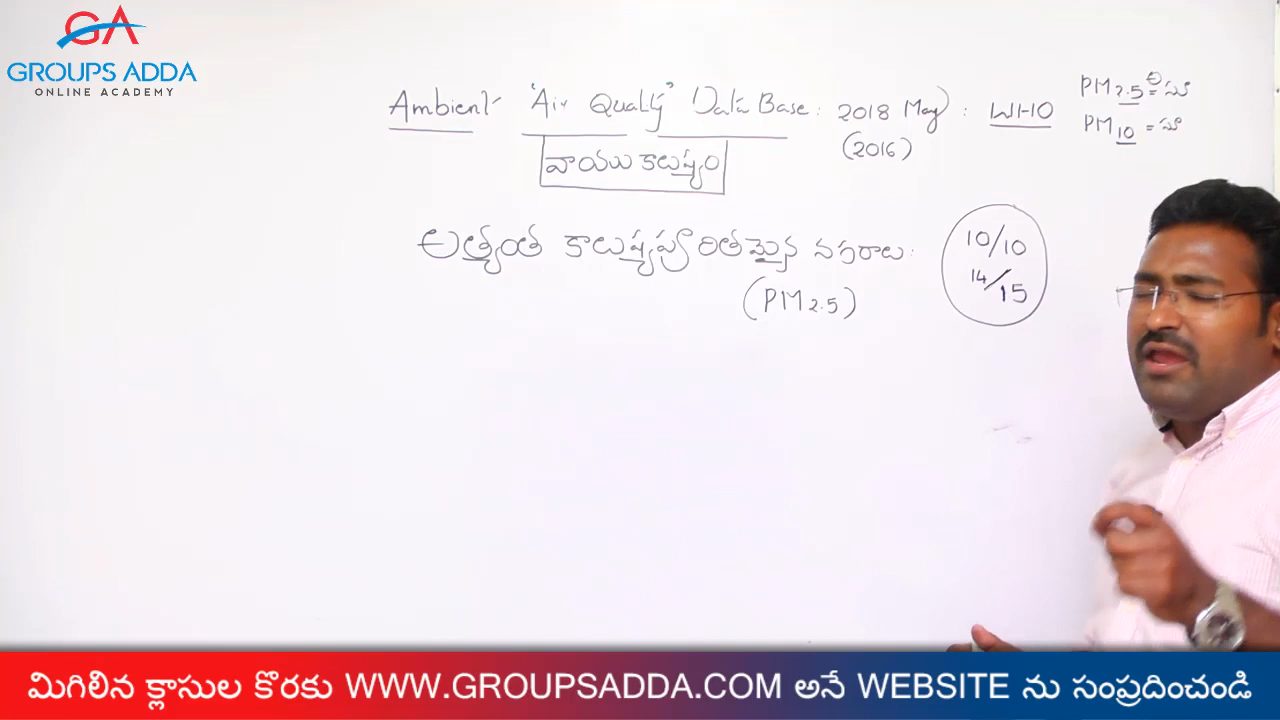 GA
GROUPS ADDA
ONLINE ACADEMY
Ambient "Air Quality" Data Base : 2018 May : WHO
(2016)
PM2.5 =
PM10 =
వాయు కాలుష్యం
అత్యంత కాలుష్యపూరితమైన నగరాలు :
(PM2.5)
10/10
14/15
మిగిలిన క్లాసుల కొరకు WWW.GROUPSADDA.COM అనే WEBSITE ను సంప్రదించండి